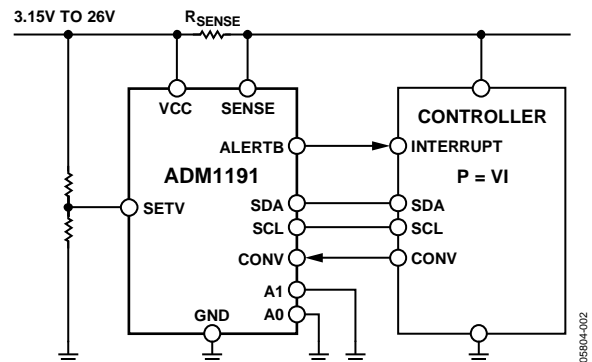 3.15V TO 26V
RSENSE
VCC
SENSE
CONTROLLER
ALERTB
INTERRUPT
ADM1191
P = VI
SETV
SDA
SDA
SCL
SCL
CONV
CONV
A1
GND
A0
05804-002